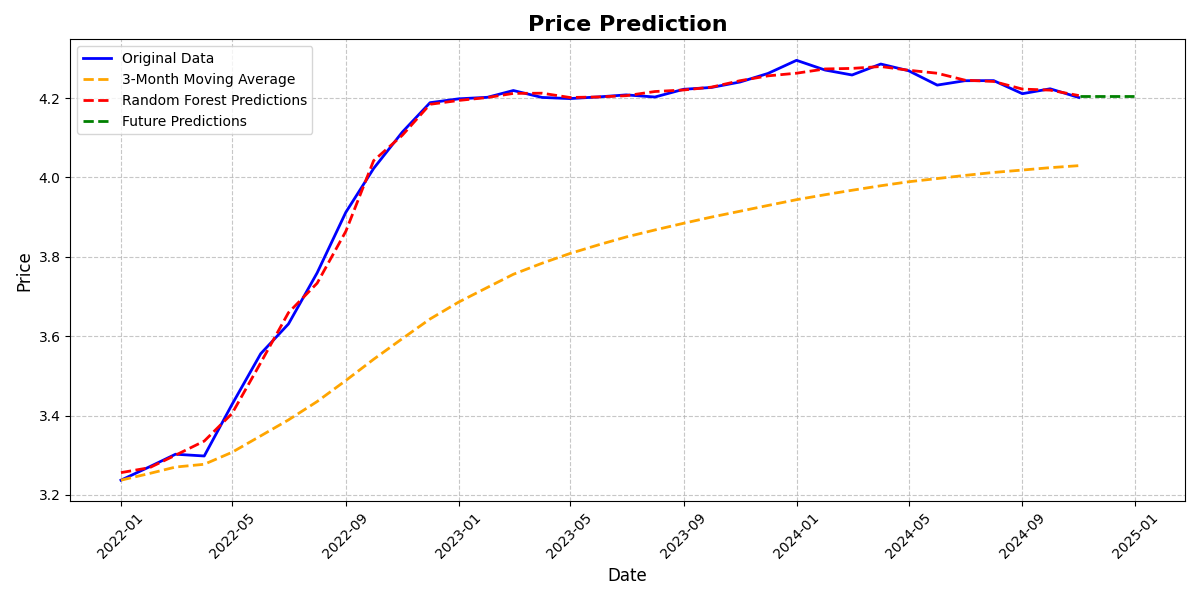 Price Prediction
Original Data
3-Month Moving Average
Random Forest Predictions
Future Predictions
Price
4.2
4.0
3.8
3.6
3.4
3.2
2022-01
2022-05
2022-09
2023-01
2023-05
2023-09
2024-01
2024-05
2024-09
2025-01
Date